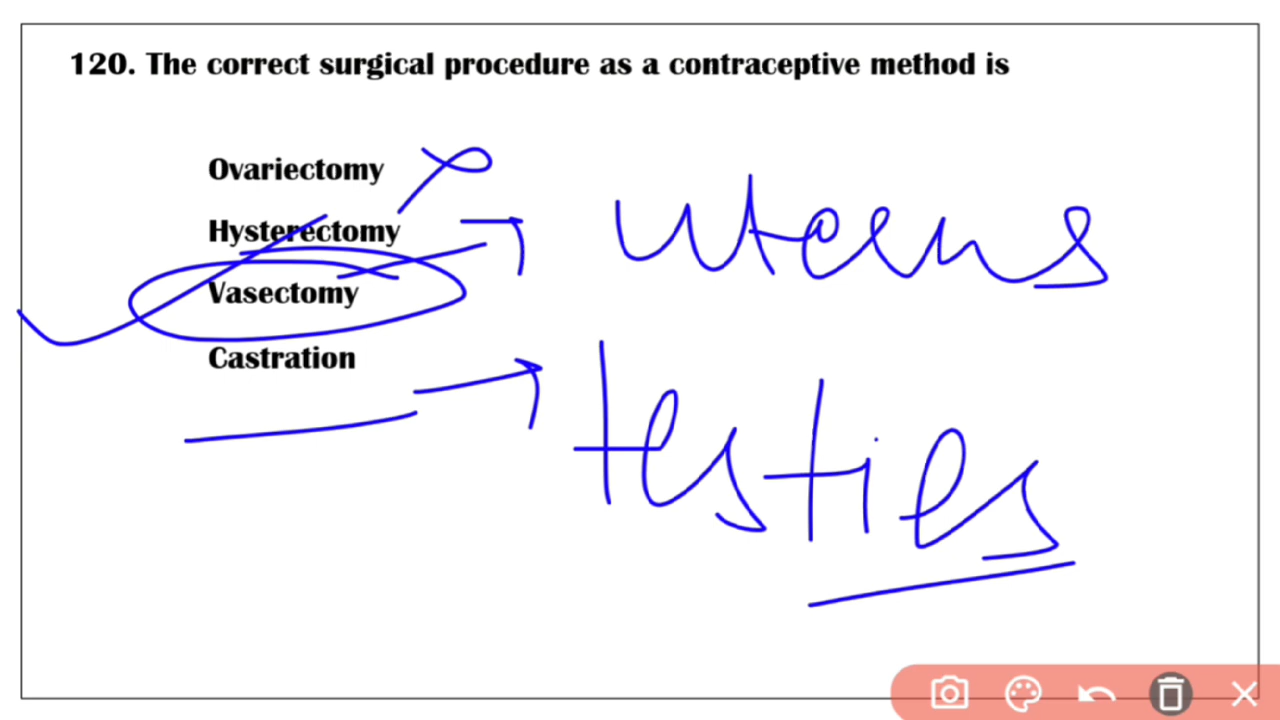 120. The correct surgical procedure as a contraceptive method is
Ovariectomy
Hysterectomy
uterus
Vasectomy
Castration
testies